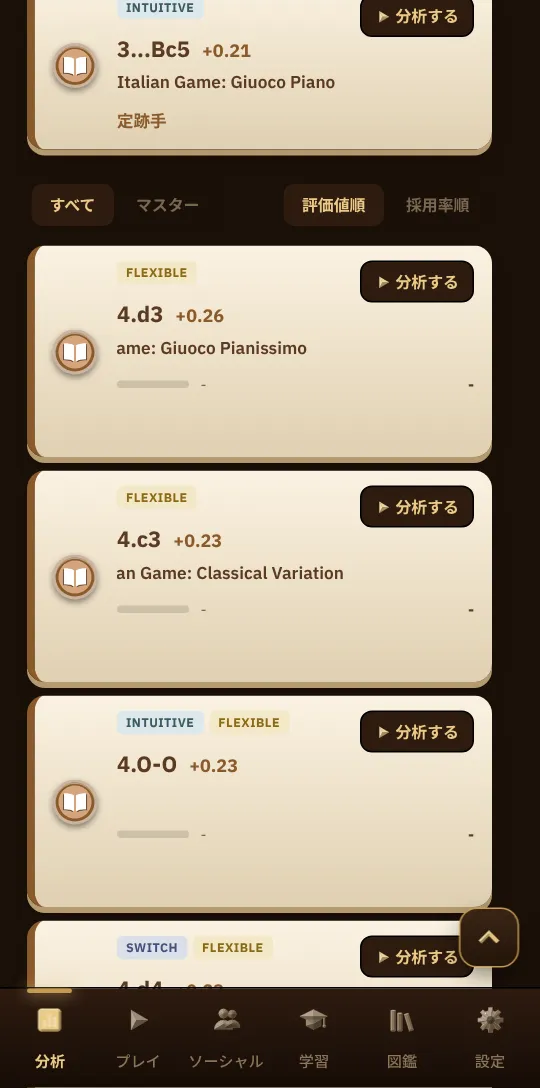 INTUITIVE
分析する
3...Bc5 +0.21
Italian Game: Giuoco Piano
定跡手
すべて マスター 評価値順 採用率順
FLEXIBLE
分析する
4.d3 +0.26
ame: Giuoco Pianissimo
- -
FLEXIBLE
分析する
4.c3 +0.23
an Game: Classical Variation
- -
INTUITIVE FLEXIBLE
分析する
4.O-O +0.23
- -
SWITCH FLEXIBLE
分析する
4.d4
分析 プレイ ソーシャル 学習 図鑑 設定